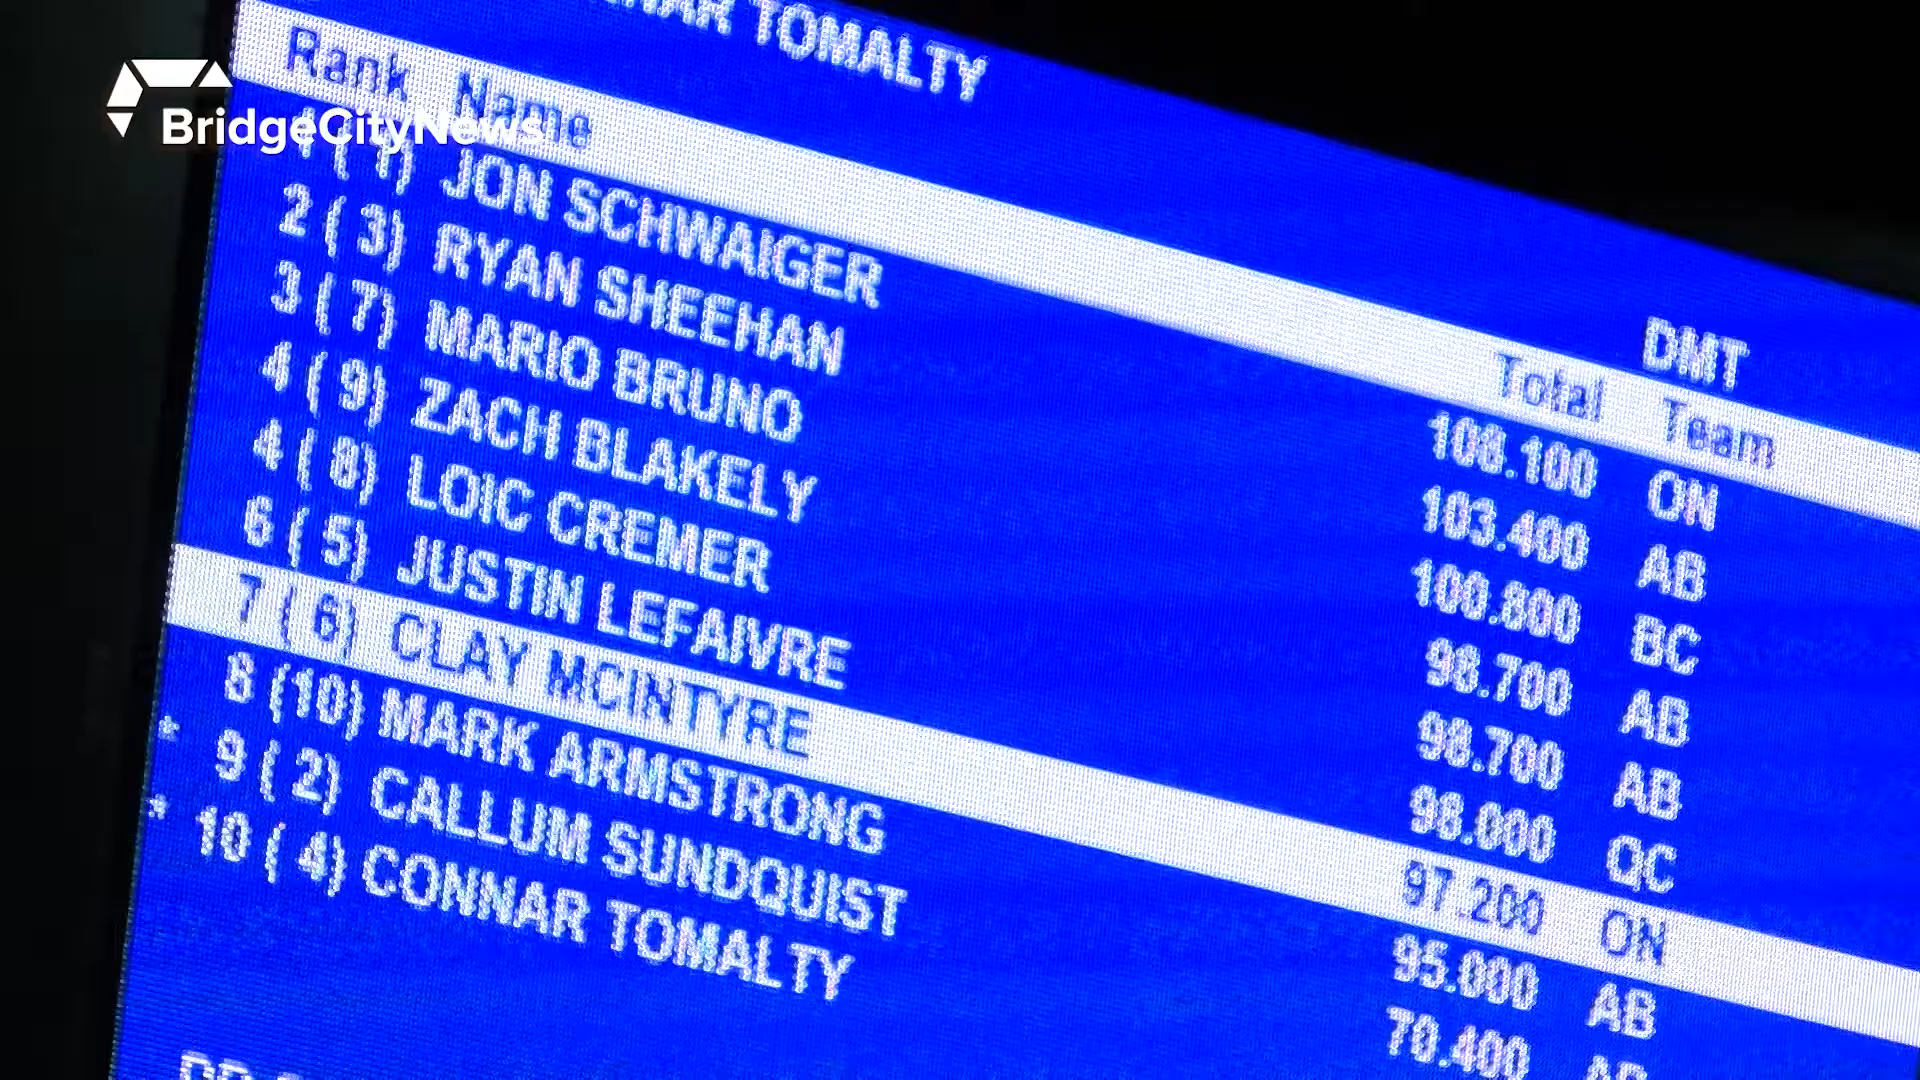 TOMALTY
DMT
BridgeCityNews
Rank Name Total Team
1 ( 1) JON SCHWAIGER 108.100 ON
2 ( 3) RYAN SHEEHAN 103.400 AB
3 ( 7) MARIO BRUNO 100.800 BC
4 ( 9) ZACH BLAKELY 98.700 AB
4 ( 8) LOIC CREMER 98.700 AB
6 ( 5) JUSTIN LEFAIVRE 98.000 QC
7 ( 6) CLAY MCINTYRE 97.200 ON
8 (10) MARK ARMSTRONG 95.000 AB
* 9 ( 2) CALLUM SUNDQUIST 70.400 AB
* 10 ( 4) CONNAR TOMALTY